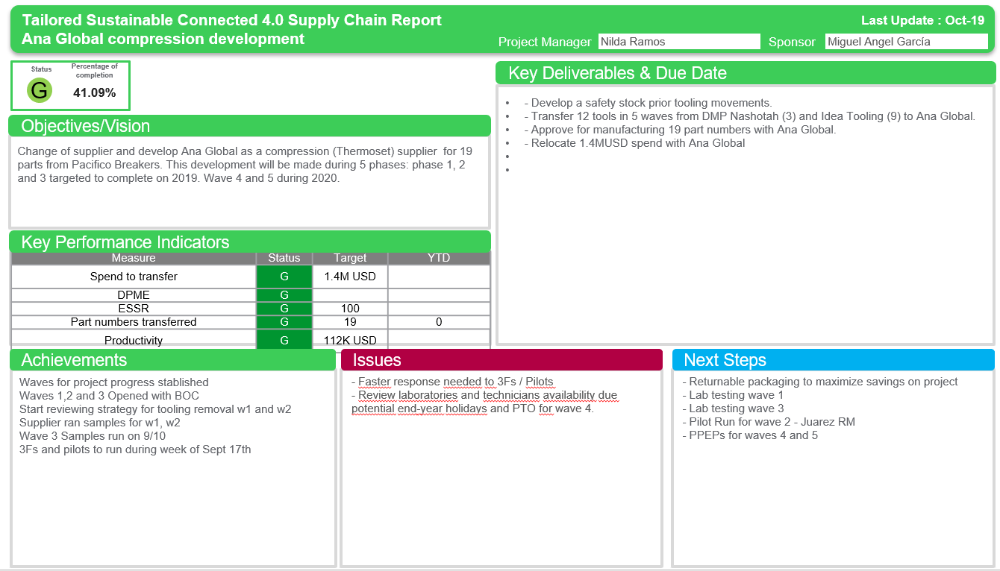 Tailored Sustainable Connected 4.0 Supply Chain Report
Ana Global compression development
Last Update : Oct-19
Project Manager Nilda Ramos Sponsor Miguel Angel García
Status
Percentage of
completion
G
41.09%
Objectives/Vision
Change of supplier and develop Ana Global as a compression (Thermoset) supplier for 19
parts from Pacifico Breakers. This development will be made during 5 phases: phase 1, 2
and 3 targeted to complete on 2019. Wave 4 and 5 during 2020.
Key Deliverables & Due Date
• - Develop a safety stock prior tooling movements.
• - Transfer 12 tools in 5 waves from DMP Nashotah (3) and Idea Tooling (9) to Ana Global.
• - Approve for manufacturing 19 part numbers with Ana Global.
• - Relocate 1.4MUSD spend with Ana Global
•
•
Key Performance Indicators
Measure Status Target YTD
Spend to transfer G 1.4M USD
DPME G
ESSR G 100
Part numbers transferred G 19 0
Productivity G 112K USD
Achievements
Waves for project progress stablished
Waves 1,2 and 3 Opened with BOC
Start reviewing strategy for tooling removal w1 and w2
Supplier ran samples for w1, w2
Wave 3 Samples run on 9/10
3Fs and pilots to run during week of Sept 17th
Issues
- Faster response needed to 3Fs / Pilots
- Review laboratories and technicians availability due
potential end-year holidays and PTO for wave 4.
Next Steps
- Returnable packaging to maximize savings on project
- Lab testing wave 1
- Lab testing wave 3
- Pilot Run for wave 2 - Juarez RM
- PPEPs for waves 4 and 5